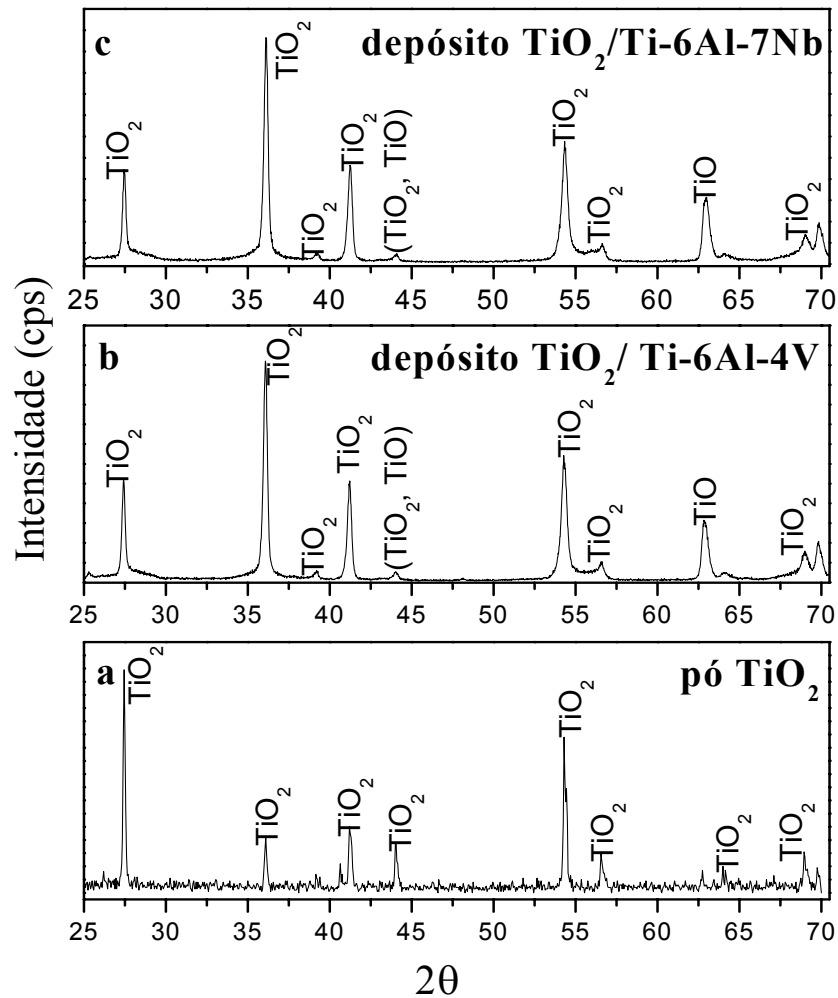 Intensidade (cps)
c
depósito TiO₂/Ti-6Al-7Nb
TiO₂
TiO₂
TiO₂
TiO₂
(TiO₂, TiO)
TiO₂
TiO₂
TiO
TiO₂
25 30 35 40 45 50 55 60 65 70
b
depósito TiO₂/ Ti-6Al-4V
TiO₂
TiO₂
TiO₂
TiO₂
(TiO₂, TiO)
TiO₂
TiO₂
TiO
TiO₂
25 30 35 40 45 50 55 60 65 70
a
pó TiO₂
TiO₂
TiO₂
TiO₂
TiO₂
TiO₂
TiO₂
TiO₂
TiO₂
25 30 35 40 45 50 55 60 65 70
2θ